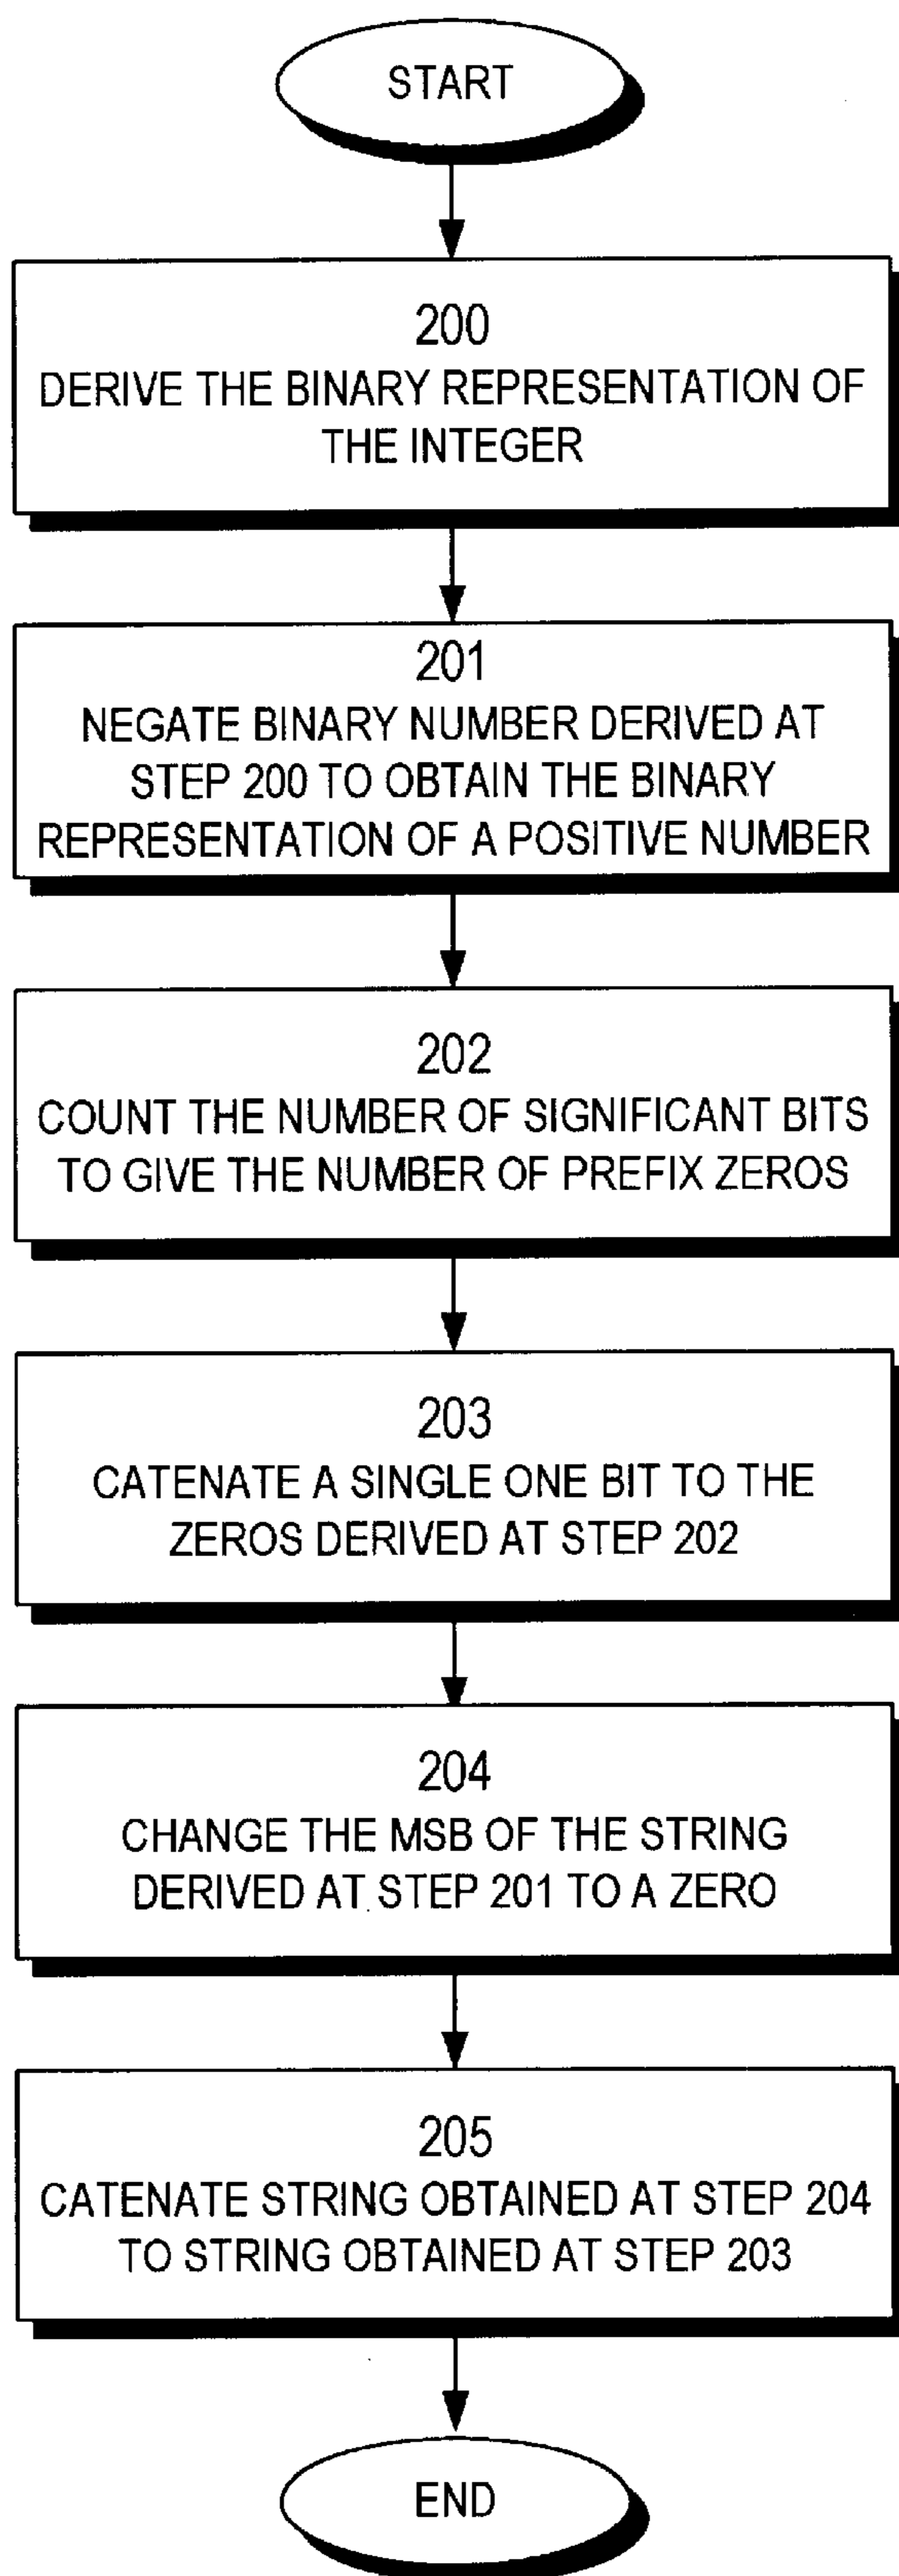 START
200
DERIVE THE BINARY REPRESENTATION OF
THE INTEGER
201
NEGATE BINARY NUMBER DERIVED AT
STEP 200 TO OBTAIN THE BINARY
REPRESENTATION OF A POSITIVE NUMBER
202
COUNT THE NUMBER OF SIGNIFICANT BITS
TO GIVE THE NUMBER OF PREFIX ZEROS
203
CATENATE A SINGLE ONE BIT TO THE
ZEROS DERIVED AT STEP 202
204
CHANGE THE MSB OF THE STRING
DERIVED AT STEP 201 TO A ZERO
205
CATENATE STRING OBTAINED AT STEP 204
TO STRING OBTAINED AT STEP 203
END